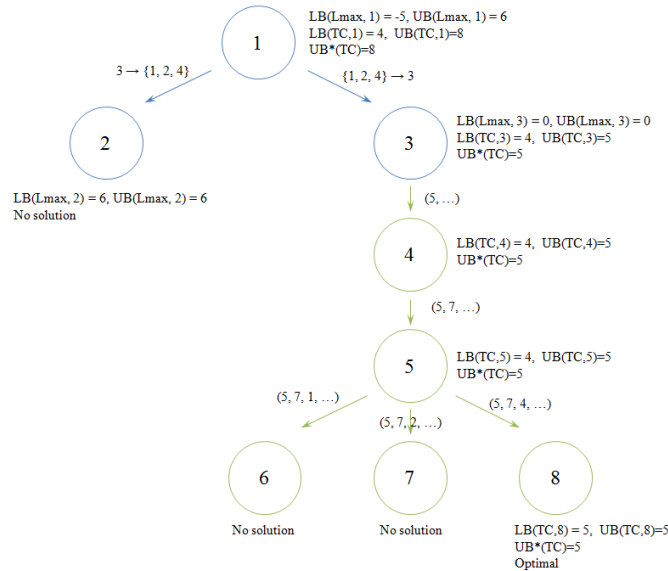 LB(Lmax, 1) = -5, UB(Lmax, 1) = 6
LB(TC,1) = 4, UB(TC,1)=8
UB*(TC)=8
1
3 → {1, 2, 4}
{1, 2, 4} → 3
2
3
LB(Lmax, 3) = 0, UB(Lmax, 3) = 0
LB(TC,3) = 4, UB(TC,3)=5
UB*(TC)=5
LB(Lmax, 2) = 6, UB(Lmax, 2) = 6
No solution
(5, …)
4
LB(TC,4) = 4, UB(TC,4)=5
UB*(TC)=5
(5, 7, …)
5
LB(TC,5) = 4, UB(TC,5)=5
UB*(TC)=5
(5, 7, 1, …)
(5, 7, 2, …)
(5, 7, 4, …)
6
7
8
No solution
No solution
LB(TC,8) = 5, UB(TC,8)=5
UB*(TC)=5
Optimal